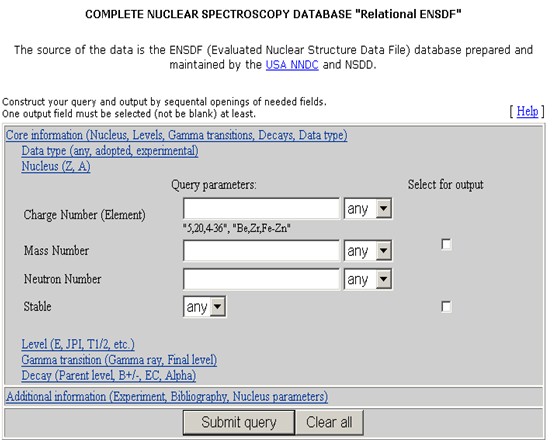 COMPLETE NUCLEAR SPECTROSCOPY DATABASE "Relational ENSDF"
The source of the data is the ENSDF (Evaluated Nuclear Structure Data File) database prepared and
maintained by the USA NNDC and NSDD.
Construct your query and output by sequential openings of needed fields.
One output field must be selected (not be blank) at least.
[ Help ]
Core information (Nucleus, Levels, Gamma transitions, Decays, Data type)
Data type (any, adopted, experimental)
Nucleus (Z, A)
Query parameters: Select for output
Charge Number (Element) any
"5,20,4-36", "Be,Zr,Fe-Zn"
Mass Number any
Neutron Number any
Stable any
Level (E, JPI, T1/2, etc.)
Gamma transition (Gamma ray, Final level)
Decay (Parent level, B+/-, EC, Alpha)
Additional information (Experiment, Bibliography, Nucleus parameters)
Submit query Clear all